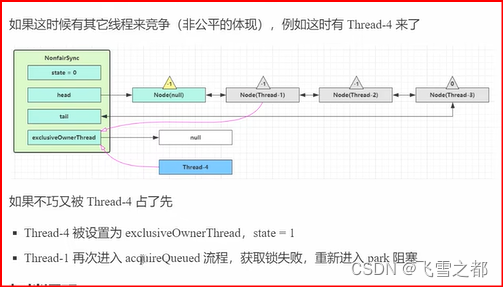 如果这时候有其它线程来竞争（非公平的体现），例如这时有 Thread-4 来了
NonfairSync
state = 0
head
tail
exclusiveOwnerThread
-1
Node(null)
-1
Node(Thread-1)
-1
Node(Thread-2)
0
Node(Thread-3)
null
Thread-4
如果不巧又被 Thread-4 占了先
Thread-4 被设置为 exclusiveOwnerThread，state = 1
Thread-1 再次进入 acquireQueued 流程，获取锁失败，重新进入 park 阻塞
CSDN @飞雪之都